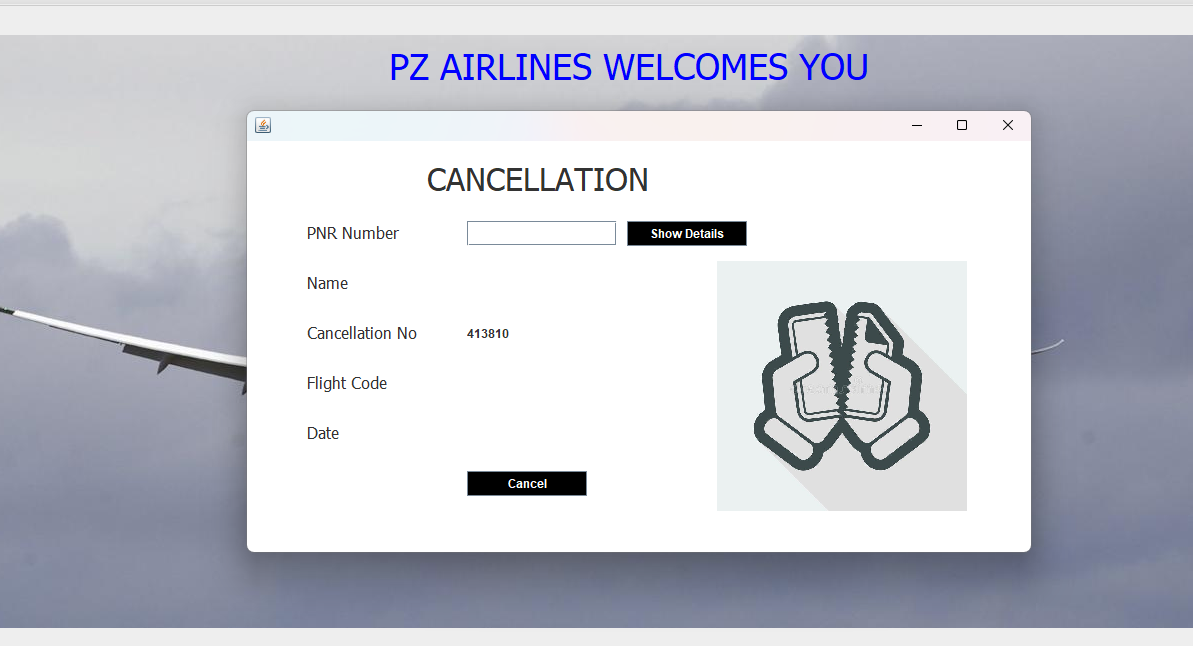 PZ AIRLINES WELCOMES YOU
CANCELLATION
PNR Number Show Details
Name
Cancellation No 413810
Flight Code
Date
Cancel